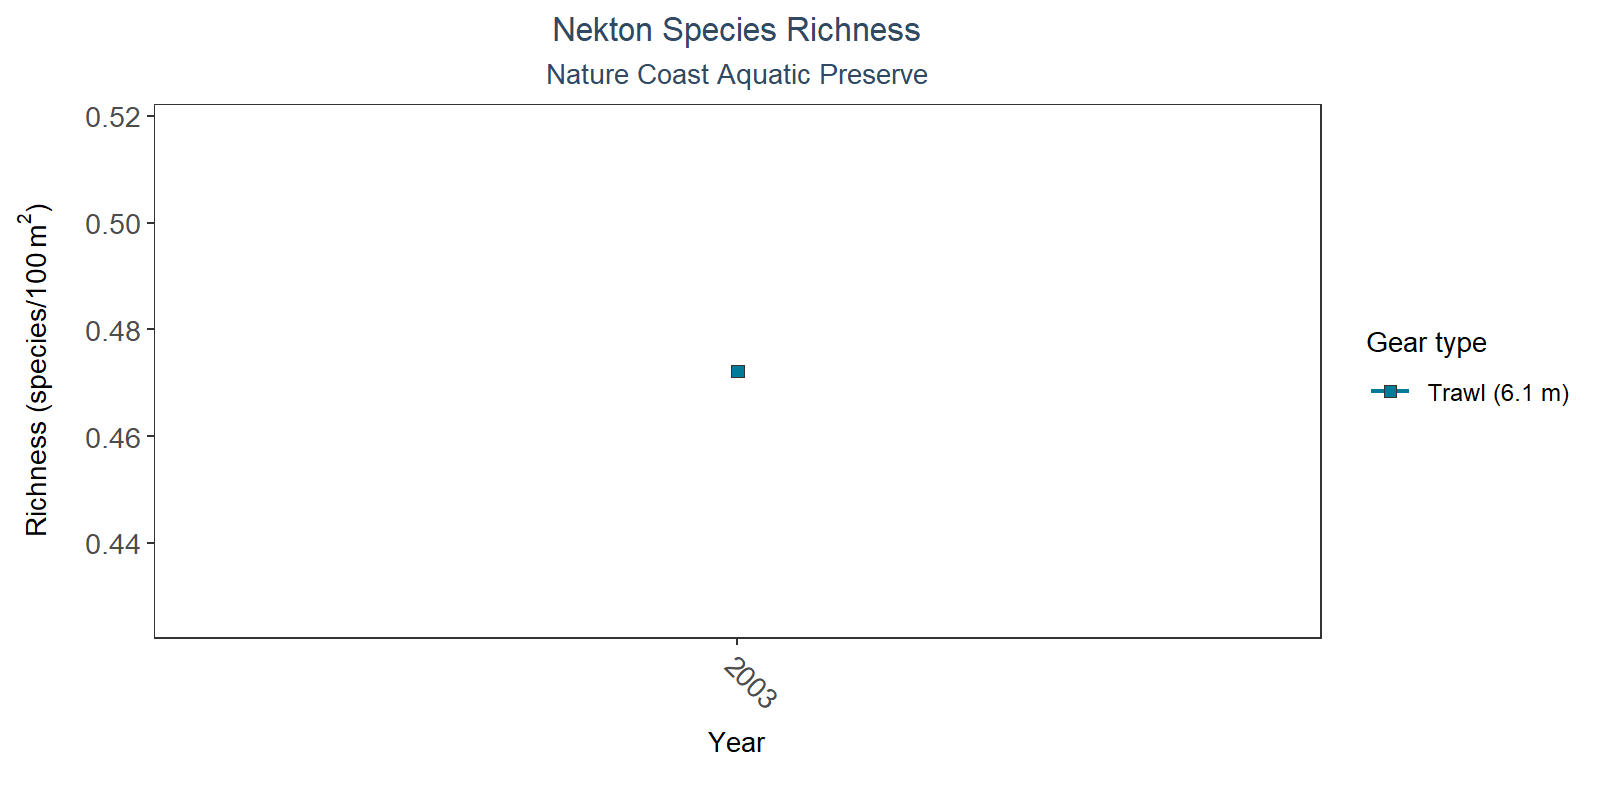 Nekton Species Richness
Nature Coast Aquatic Preserve
Richness (species/100 m²)
0.52
0.50
0.48
0.46
0.44
2003
Year
Gear type
Trawl (6.1 m)